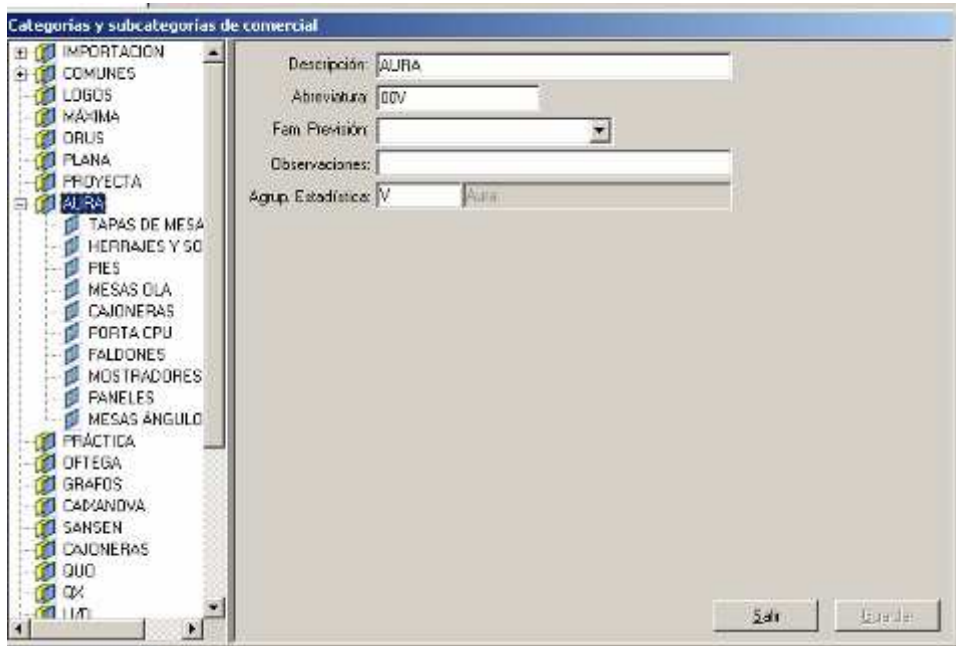 Categorías y subcategorías de comercial
IMPORTACION
COMUNES
LOGOS
MÁXIMA
ORUS
PLANA
PROYECTA
AURA
TAPAS DE MESA
HERRAJES Y SO
PIES
MESAS OLA
CAJONERAS
PORTA CPU
FALDONES
MOSTRADORES
PANELES
MESAS ÁNGULO
PRÁCTICA
OFTEGA
GRAFOS
CAIXANOVA
SANSEN
CAJONERAS
QUO
QX
Descripción: AURA
Abreviatura: 00V
Fam. Previsión:
Observaciones:
Agrup. Estadística: V Aura
Salir Guardar